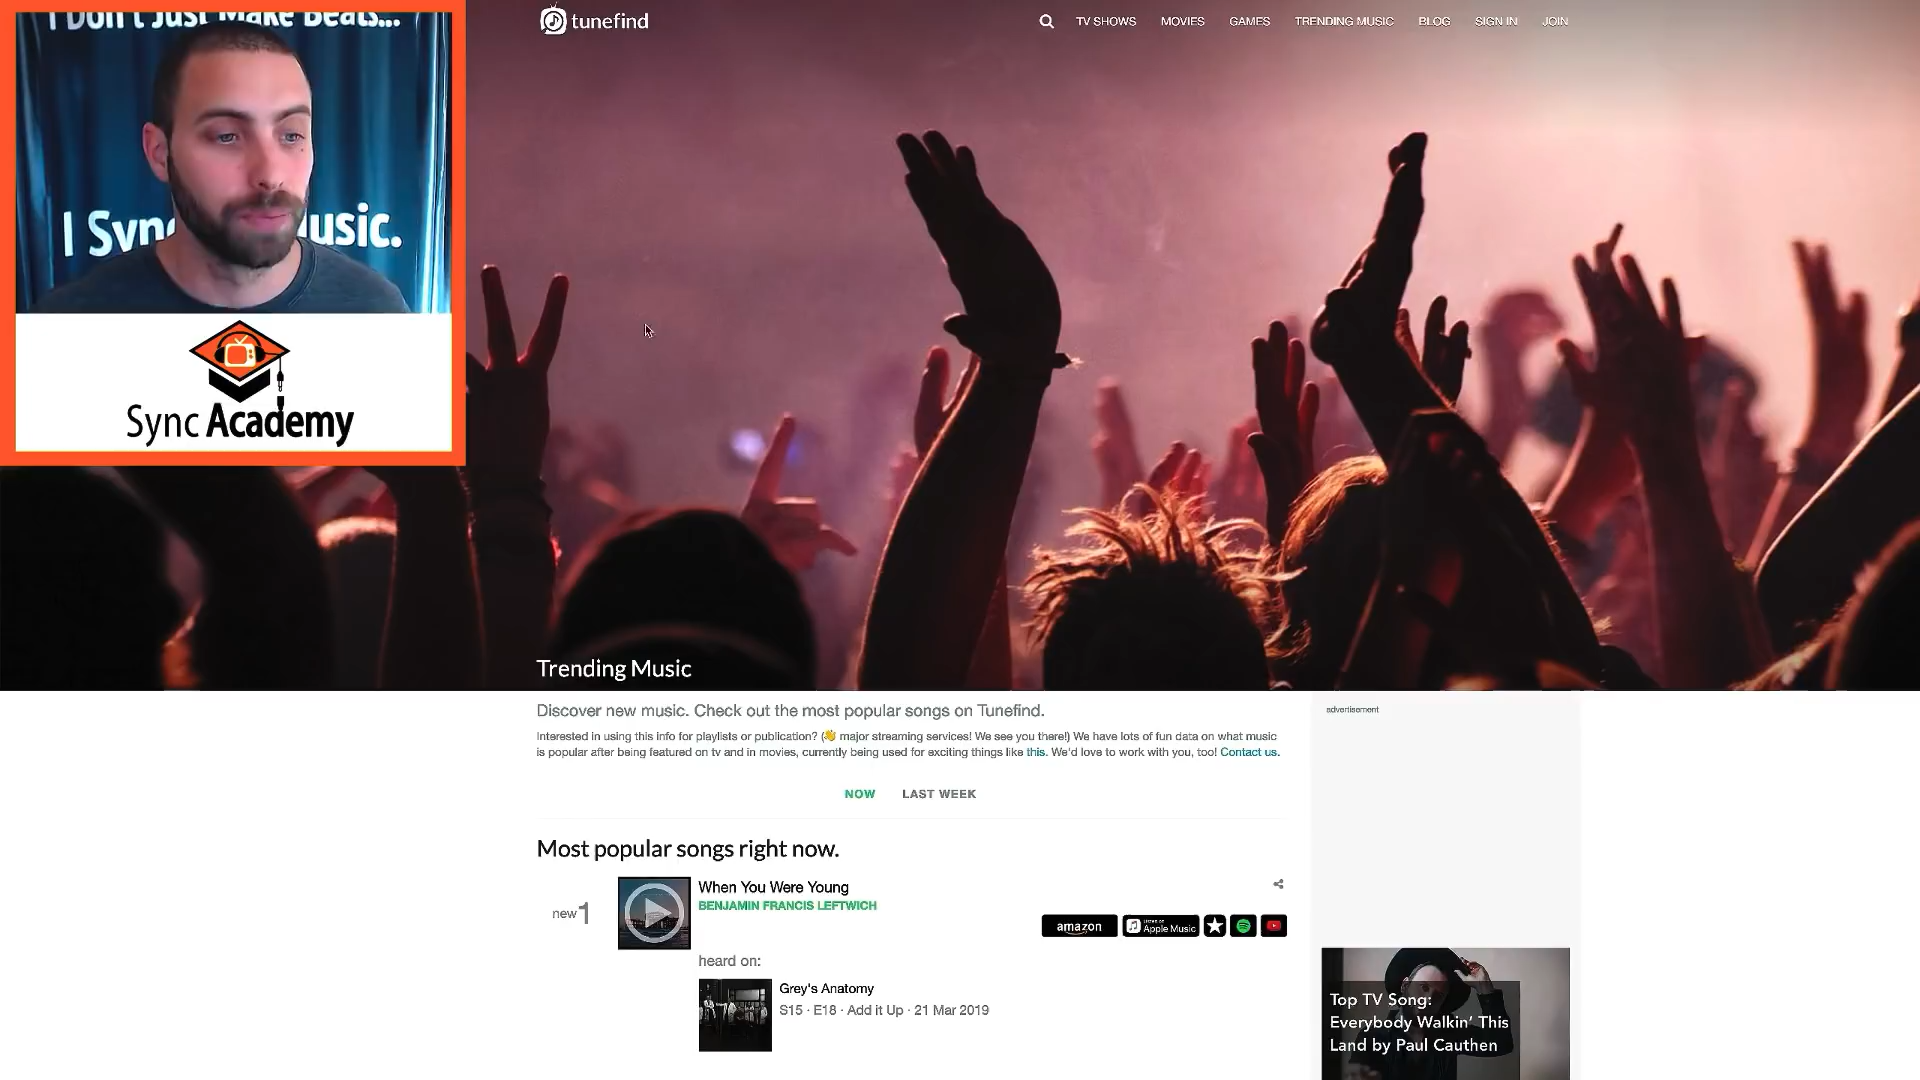 I Don't Just Make Beats...
I Sync Music.
Sync Academy
tunefind
TV SHOWS
MOVIES
GAMES
TRENDING MUSIC
BLOG
SIGN IN
JOIN
Trending Music
Discover new music. Check out the most popular songs on Tunefind.
Interested in using this info for playlists or publication? (👋 major streaming services! We see you there!) We have lots of fun data on what music
is popular after being featured on tv and in movies, currently being used for exciting things like this. We'd love to work with you, too! Contact us.
NOW
LAST WEEK
Most popular songs right now.
new 1
When You Were Young
BENJAMIN FRANCIS LEFTWICH
amazon
LISTEN ON
Apple Music
heard on:
Grey's Anatomy
S15 · E18 · Add it Up · 21 Mar 2019
advertisement
Top TV Song:
Everybody Walkin' This
Land by Paul Cauthen